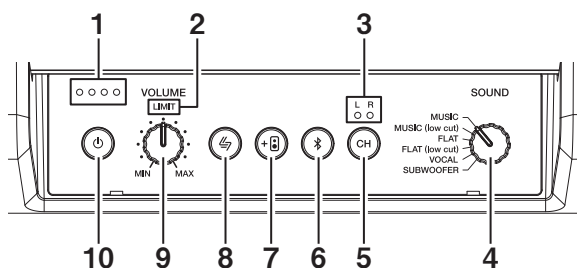 1 2 3
VOLUME
LIMIT
L R
SOUND
MUSIC
MUSIC (low cut)
FLAT
FLAT (low cut)
VOCAL
SUBWOOFER
MIN MAX
+
CH
10 9 8 7 6 5 4